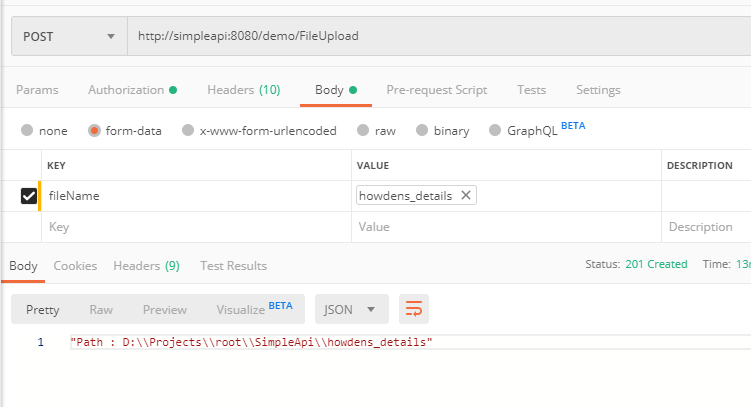 POST http://simpleapi:8080/demo/FileUpload
Params Authorization Headers (10) Body Pre-request Script Tests Settings
none form-data x-www-form-urlencoded raw binary GraphQL BETA
KEY VALUE DESCRIPTION
fileName howdens_details
Key Value Description
Body Cookies Headers (9) Test Results Status: 201 Created Time:
Pretty Raw Preview Visualize BETA JSON
1 "Path : D:\\Projects\\root\\SimpleApi\\howdens_details"